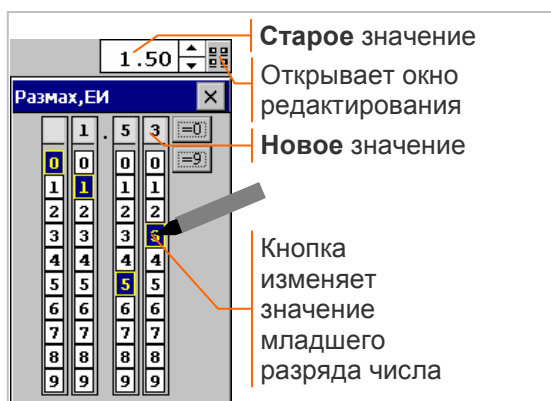 Старое значение
1.50
Открывает окно
редактирования
Размах,ЕИ
1.53 =0
Новое значение
=9
0 0 0 0
1 1 1 1
2 2 2 2
3 3 3
4 4 4 4
5 5 5 5
6 6 6 6
7 7 7 7
8 8 8 8
9 9 9 9
Кнопка
изменяет
значение
младшего
разряда числа